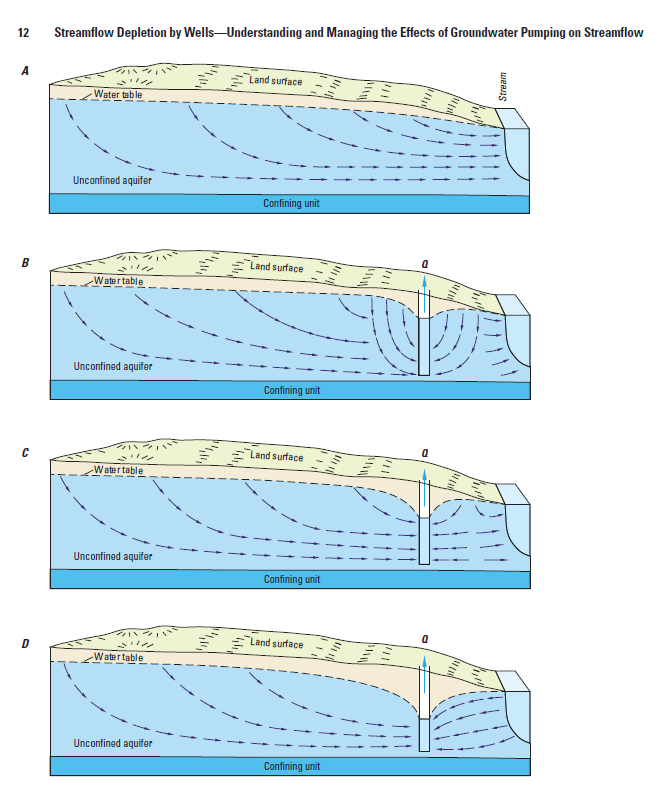 12 Streamflow Depletion by Wells—Understanding and Managing the Effects of Groundwater Pumping on Streamflow
A
Land surface
Stream
Water table
Unconfined aquifer
Confining unit
B
Q
Land surface
Water table
Unconfined aquifer
Confining unit
C
Q
Land surface
Water table
Unconfined aquifer
Confining unit
D
Q
Land surface
Water table
Unconfined aquifer
Confining unit